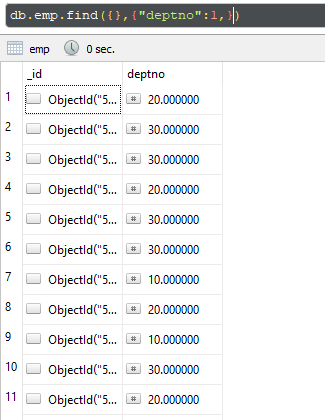 db.emp.find({},{"deptno":1,})
emp 0 sec.
_id deptno
1 ObjectId("5... # 20.000000
2 ObjectId("5... # 30.000000
3 ObjectId("5... # 30.000000
4 ObjectId("5... # 20.000000
5 ObjectId("5... # 30.000000
6 ObjectId("5... # 30.000000
7 ObjectId("5... # 10.000000
8 ObjectId("5... # 20.000000
9 ObjectId("5... # 10.000000
10 ObjectId("5... # 30.000000
11 ObjectId("5... # 20.000000